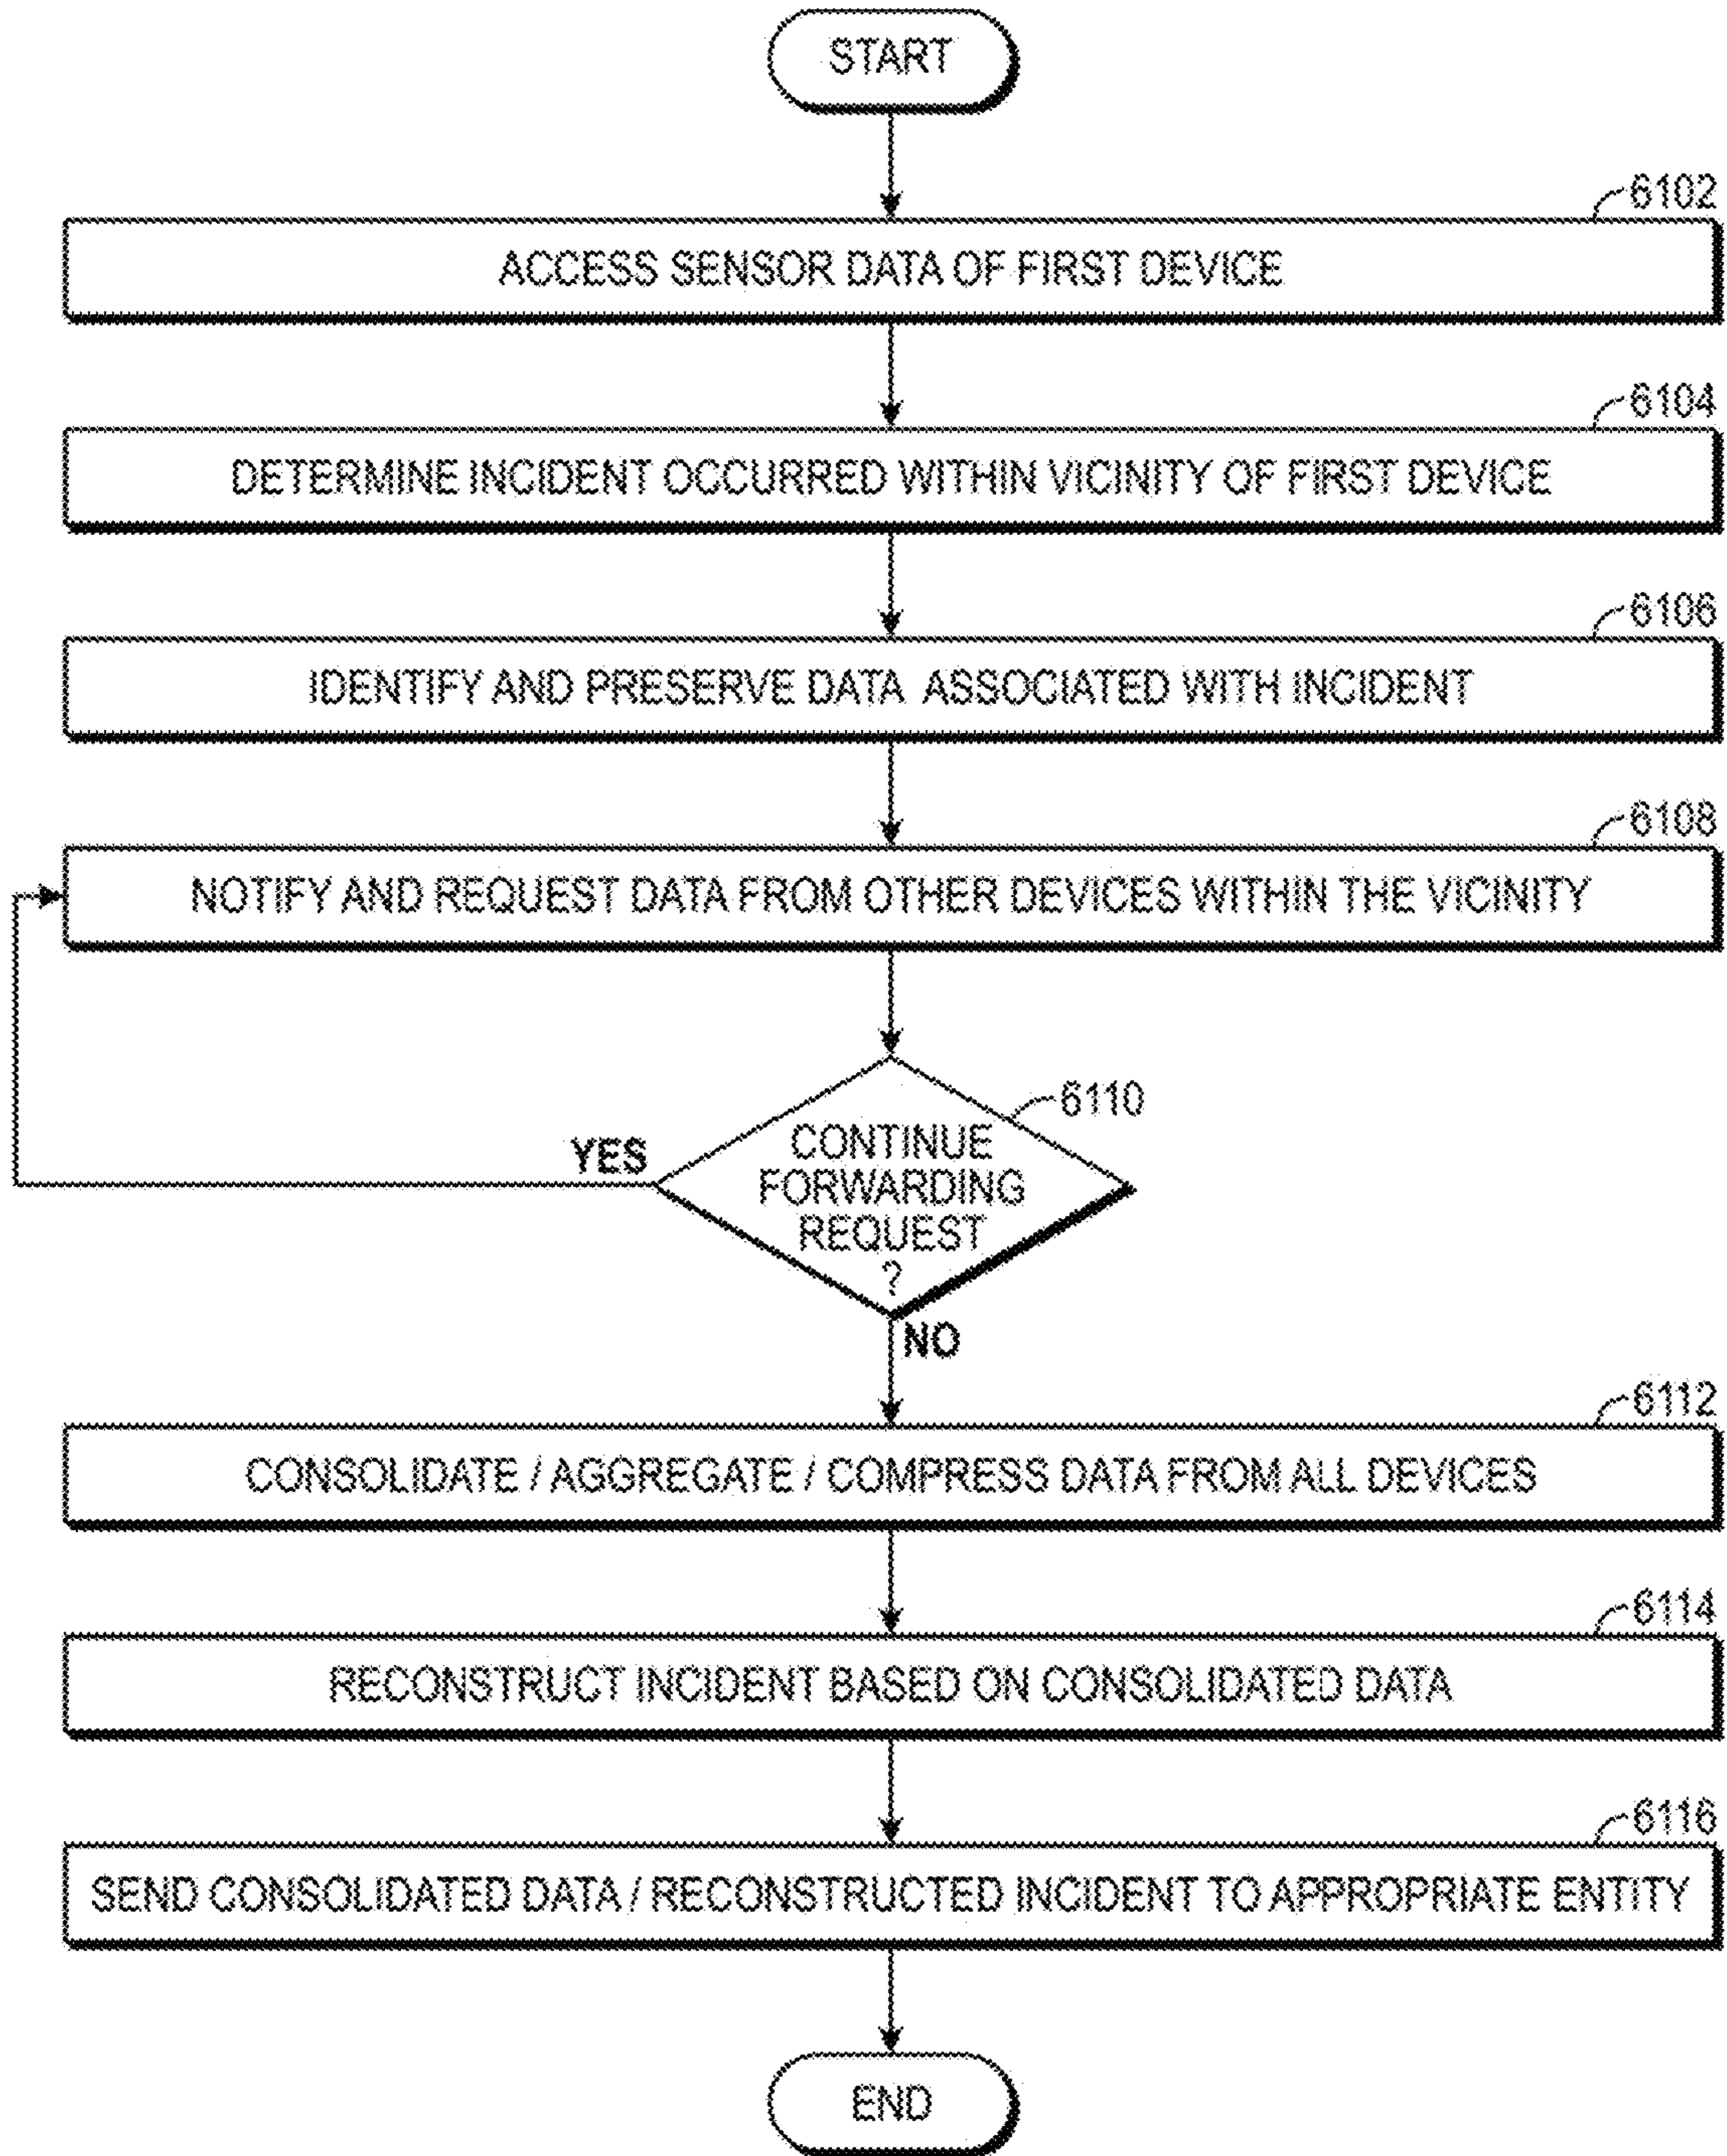 START
6102
ACCESS SENSOR DATA OF FIRST DEVICE
6104
DETERMINE INCIDENT OCCURRED WITHIN VICINITY OF FIRST DEVICE
6106
IDENTIFY AND PRESERVE DATA ASSOCIATED WITH INCIDENT
6108
NOTIFY AND REQUEST DATA FROM OTHER DEVICES WITHIN THE VICINITY
6110
YES
CONTINUE
FORWARDING
REQUEST
?
NO
6112
CONSOLIDATE / AGGREGATE / COMPRESS DATA FROM ALL DEVICES
6114
RECONSTRUCT INCIDENT BASED ON CONSOLIDATED DATA
6116
SEND CONSOLIDATED DATA / RECONSTRUCTED INCIDENT TO APPROPRIATE ENTITY
END